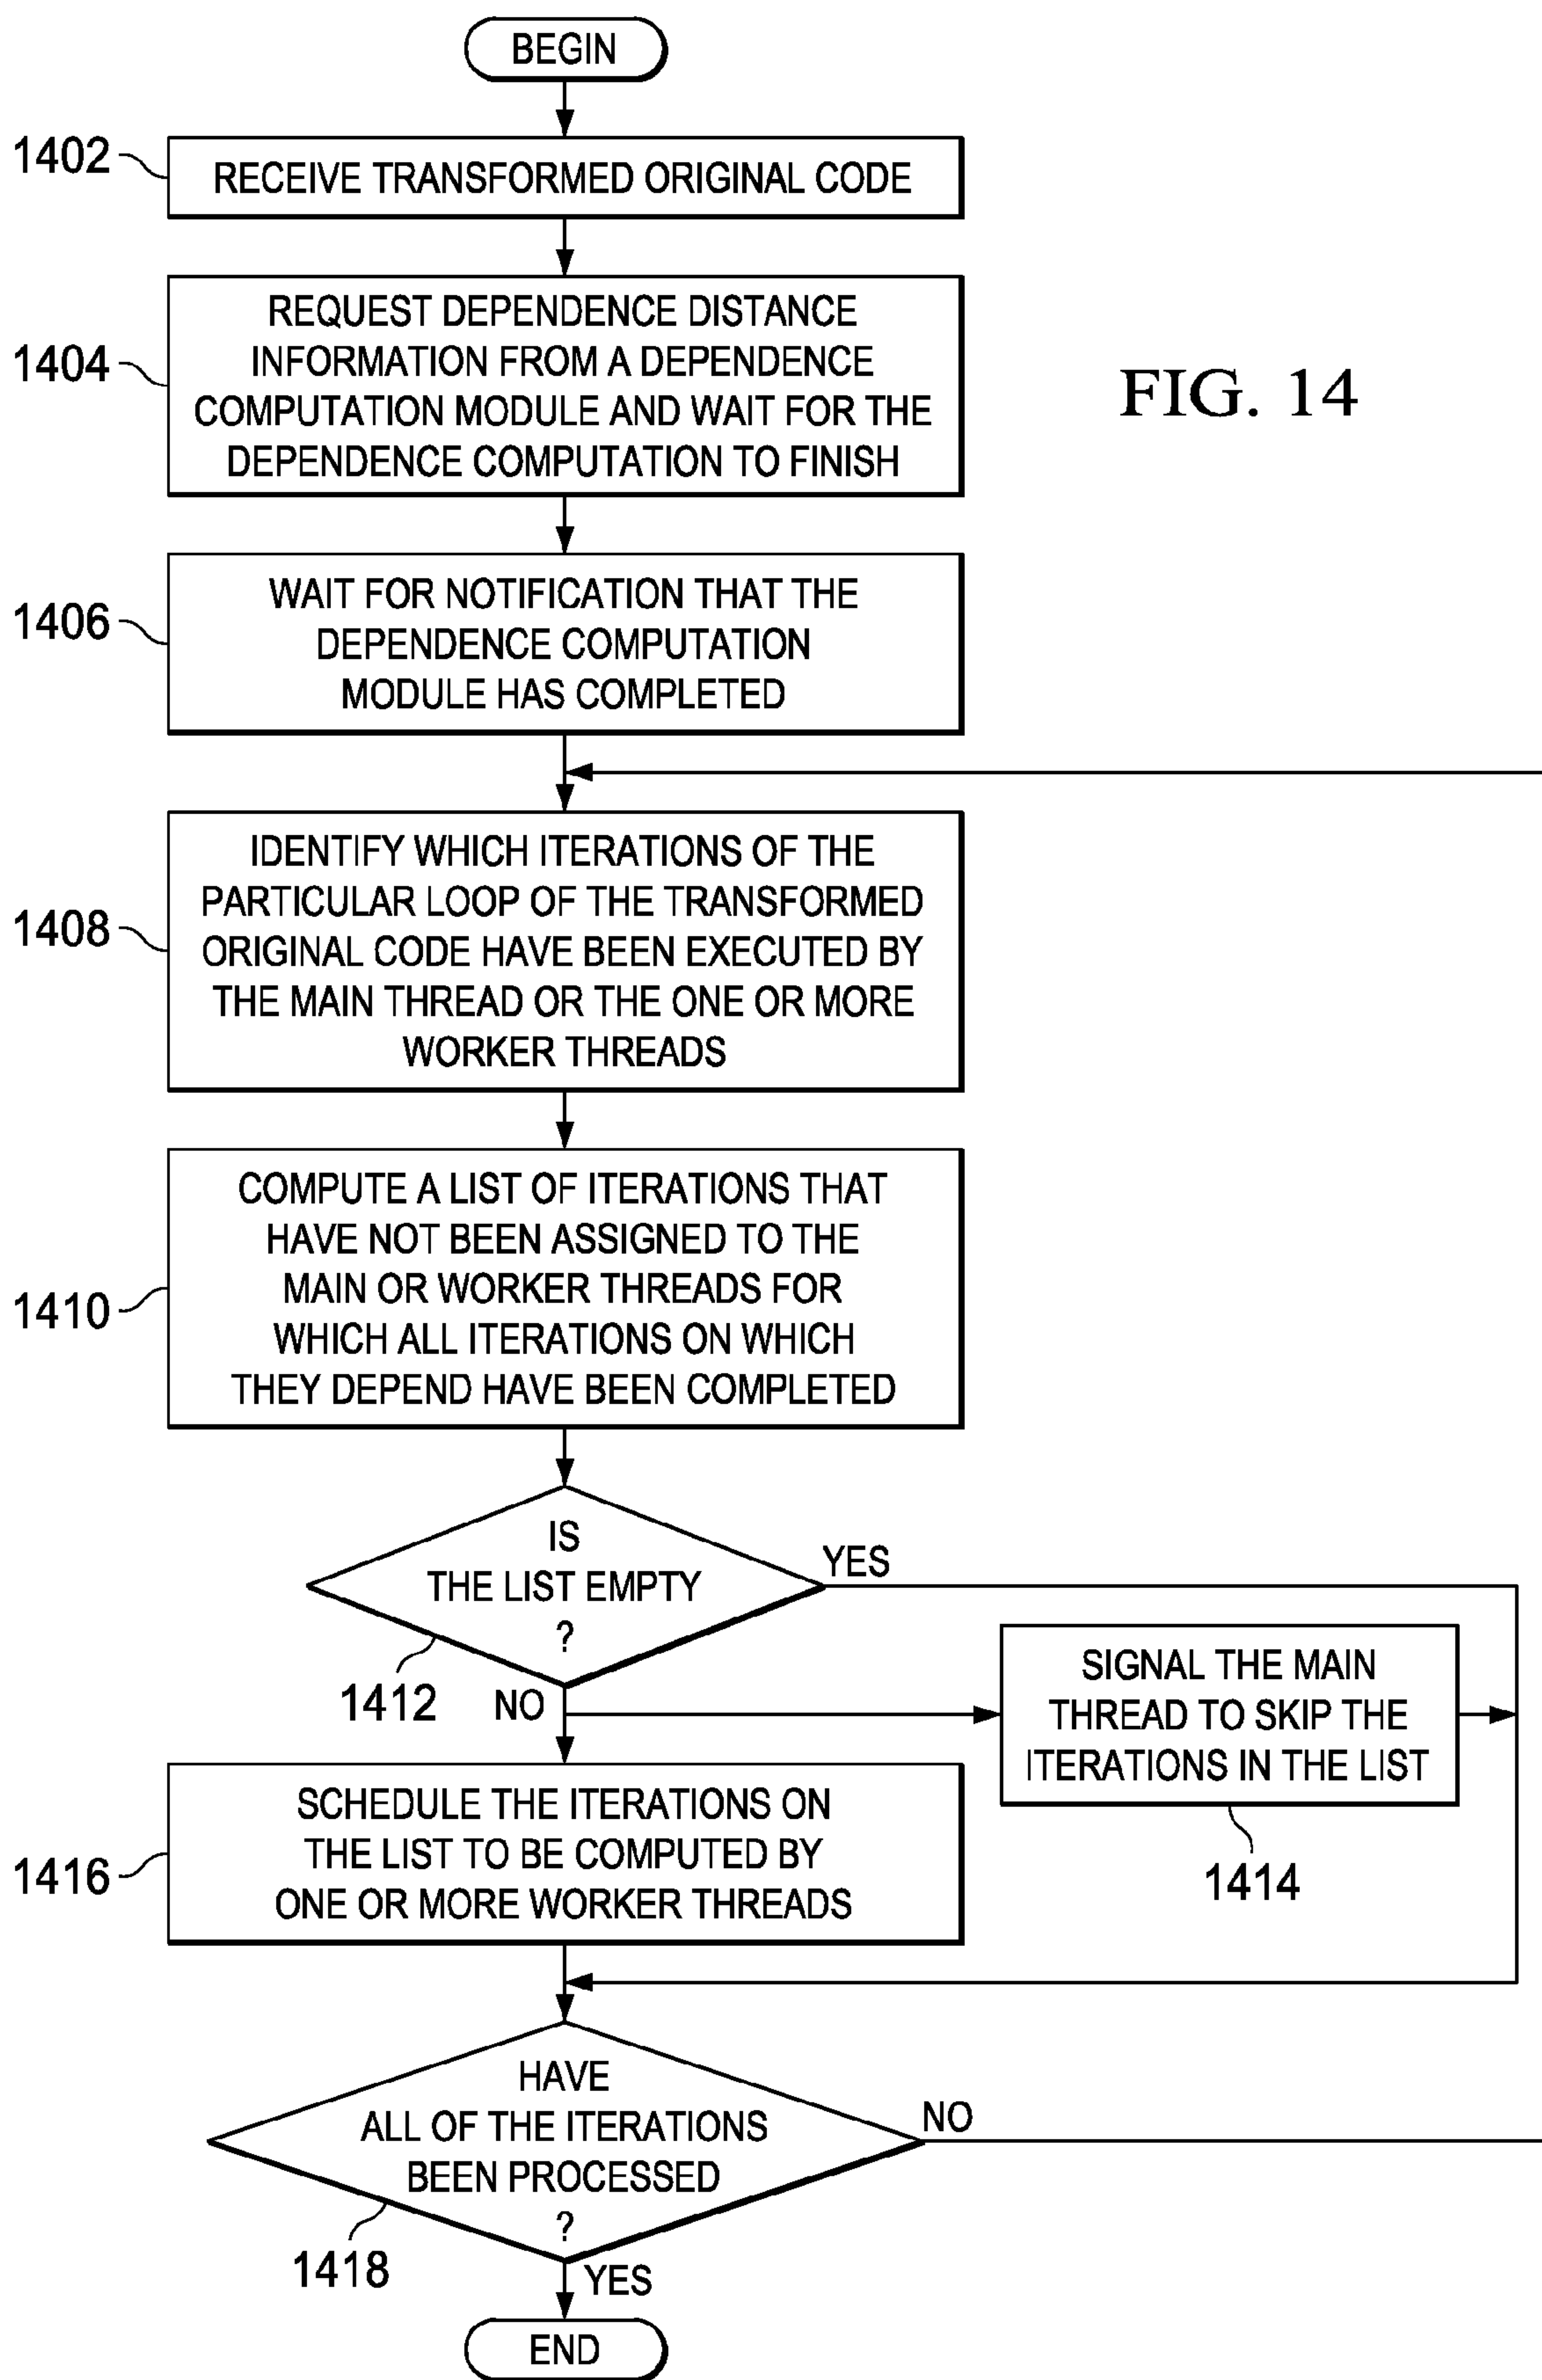 BEGIN
1402
RECEIVE TRANSFORMED ORIGINAL CODE
1404
REQUEST DEPENDENCE DISTANCE
INFORMATION FROM A DEPENDENCE
COMPUTATION MODULE AND WAIT FOR THE
DEPENDENCE COMPUTATION TO FINISH
FIG. 14
1406
WAIT FOR NOTIFICATION THAT THE
DEPENDENCE COMPUTATION
MODULE HAS COMPLETED
1408
IDENTIFY WHICH ITERATIONS OF THE
PARTICULAR LOOP OF THE TRANSFORMED
ORIGINAL CODE HAVE BEEN EXECUTED BY
THE MAIN THREAD OR THE ONE OR MORE
WORKER THREADS
1410
COMPUTE A LIST OF ITERATIONS THAT
HAVE NOT BEEN ASSIGNED TO THE
MAIN OR WORKER THREADS FOR
WHICH ALL ITERATIONS ON WHICH
THEY DEPEND HAVE BEEN COMPLETED
IS
THE LIST EMPTY
?
YES
1412
NO
SIGNAL THE MAIN
THREAD TO SKIP THE
ITERATIONS IN THE LIST
1414
1416
SCHEDULE THE ITERATIONS ON
THE LIST TO BE COMPUTED BY
ONE OR MORE WORKER THREADS
HAVE
ALL OF THE ITERATIONS
BEEN PROCESSED
?
NO
1418
YES
END